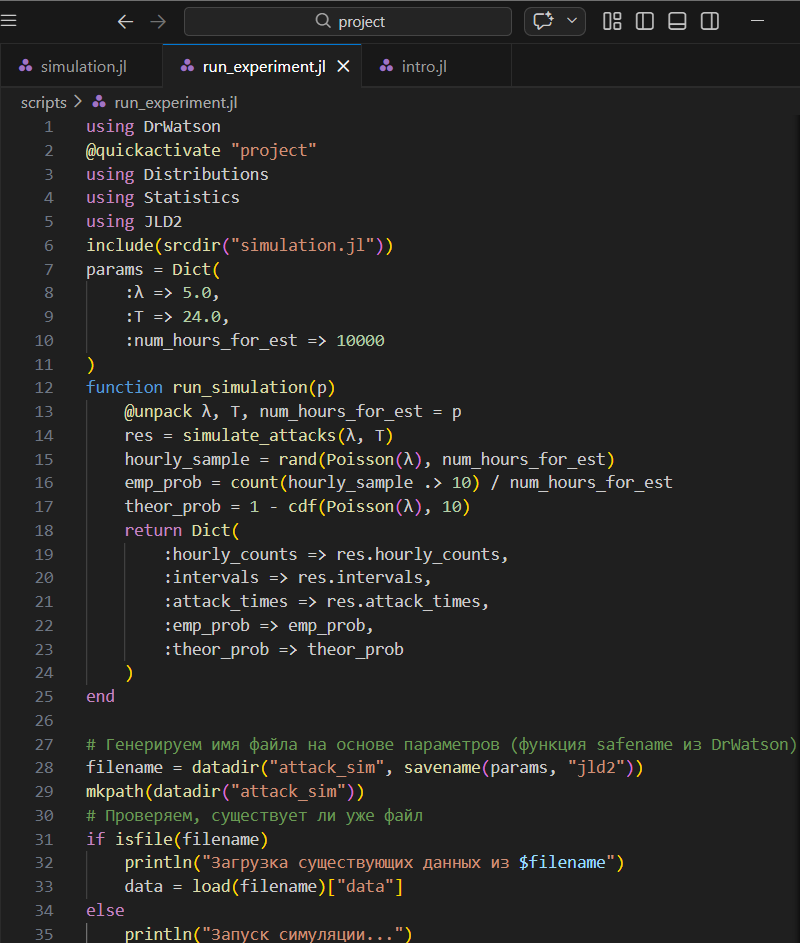 project
simulation.jl
run_experiment.jl
intro.jl
scripts > run_experiment.jl
1 using DrWatson
2 @quickactivate "project"
3 using Distributions
4 using Statistics
5 using JLD2
6 include(srcdir("simulation.jl"))
7 params = Dict(
8     :λ => 5.0,
9     :T => 24.0,
10     :num_hours_for_est => 10000
11 )
12 function run_simulation(p)
13     @unpack λ, T, num_hours_for_est = p
14     res = simulate_attacks(λ, T)
15     hourly_sample = rand(Poisson(λ), num_hours_for_est)
16     emp_prob = count(hourly_sample .> 10) / num_hours_for_est
17     theor_prob = 1 - cdf(Poisson(λ), 10)
18     return Dict(
19         :hourly_counts => res.hourly_counts,
20         :intervals => res.intervals,
21         :attack_times => res.attack_times,
22         :emp_prob => emp_prob,
23         :theor_prob => theor_prob
24     )
25 end
26
27 # Генерируем имя файла на основе параметров (функция safename из DrWatson)
28 filename = datadir("attack_sim", savename(params, "jld2"))
29 mkpath(datadir("attack_sim"))
30 # Проверяем, существует ли уже файл
31 if isfile(filename)
32     println("Загрузка существующих данных из $filename")
33     data = load(filename)["data"]
34 else
35     println("Запуск симуляции...")